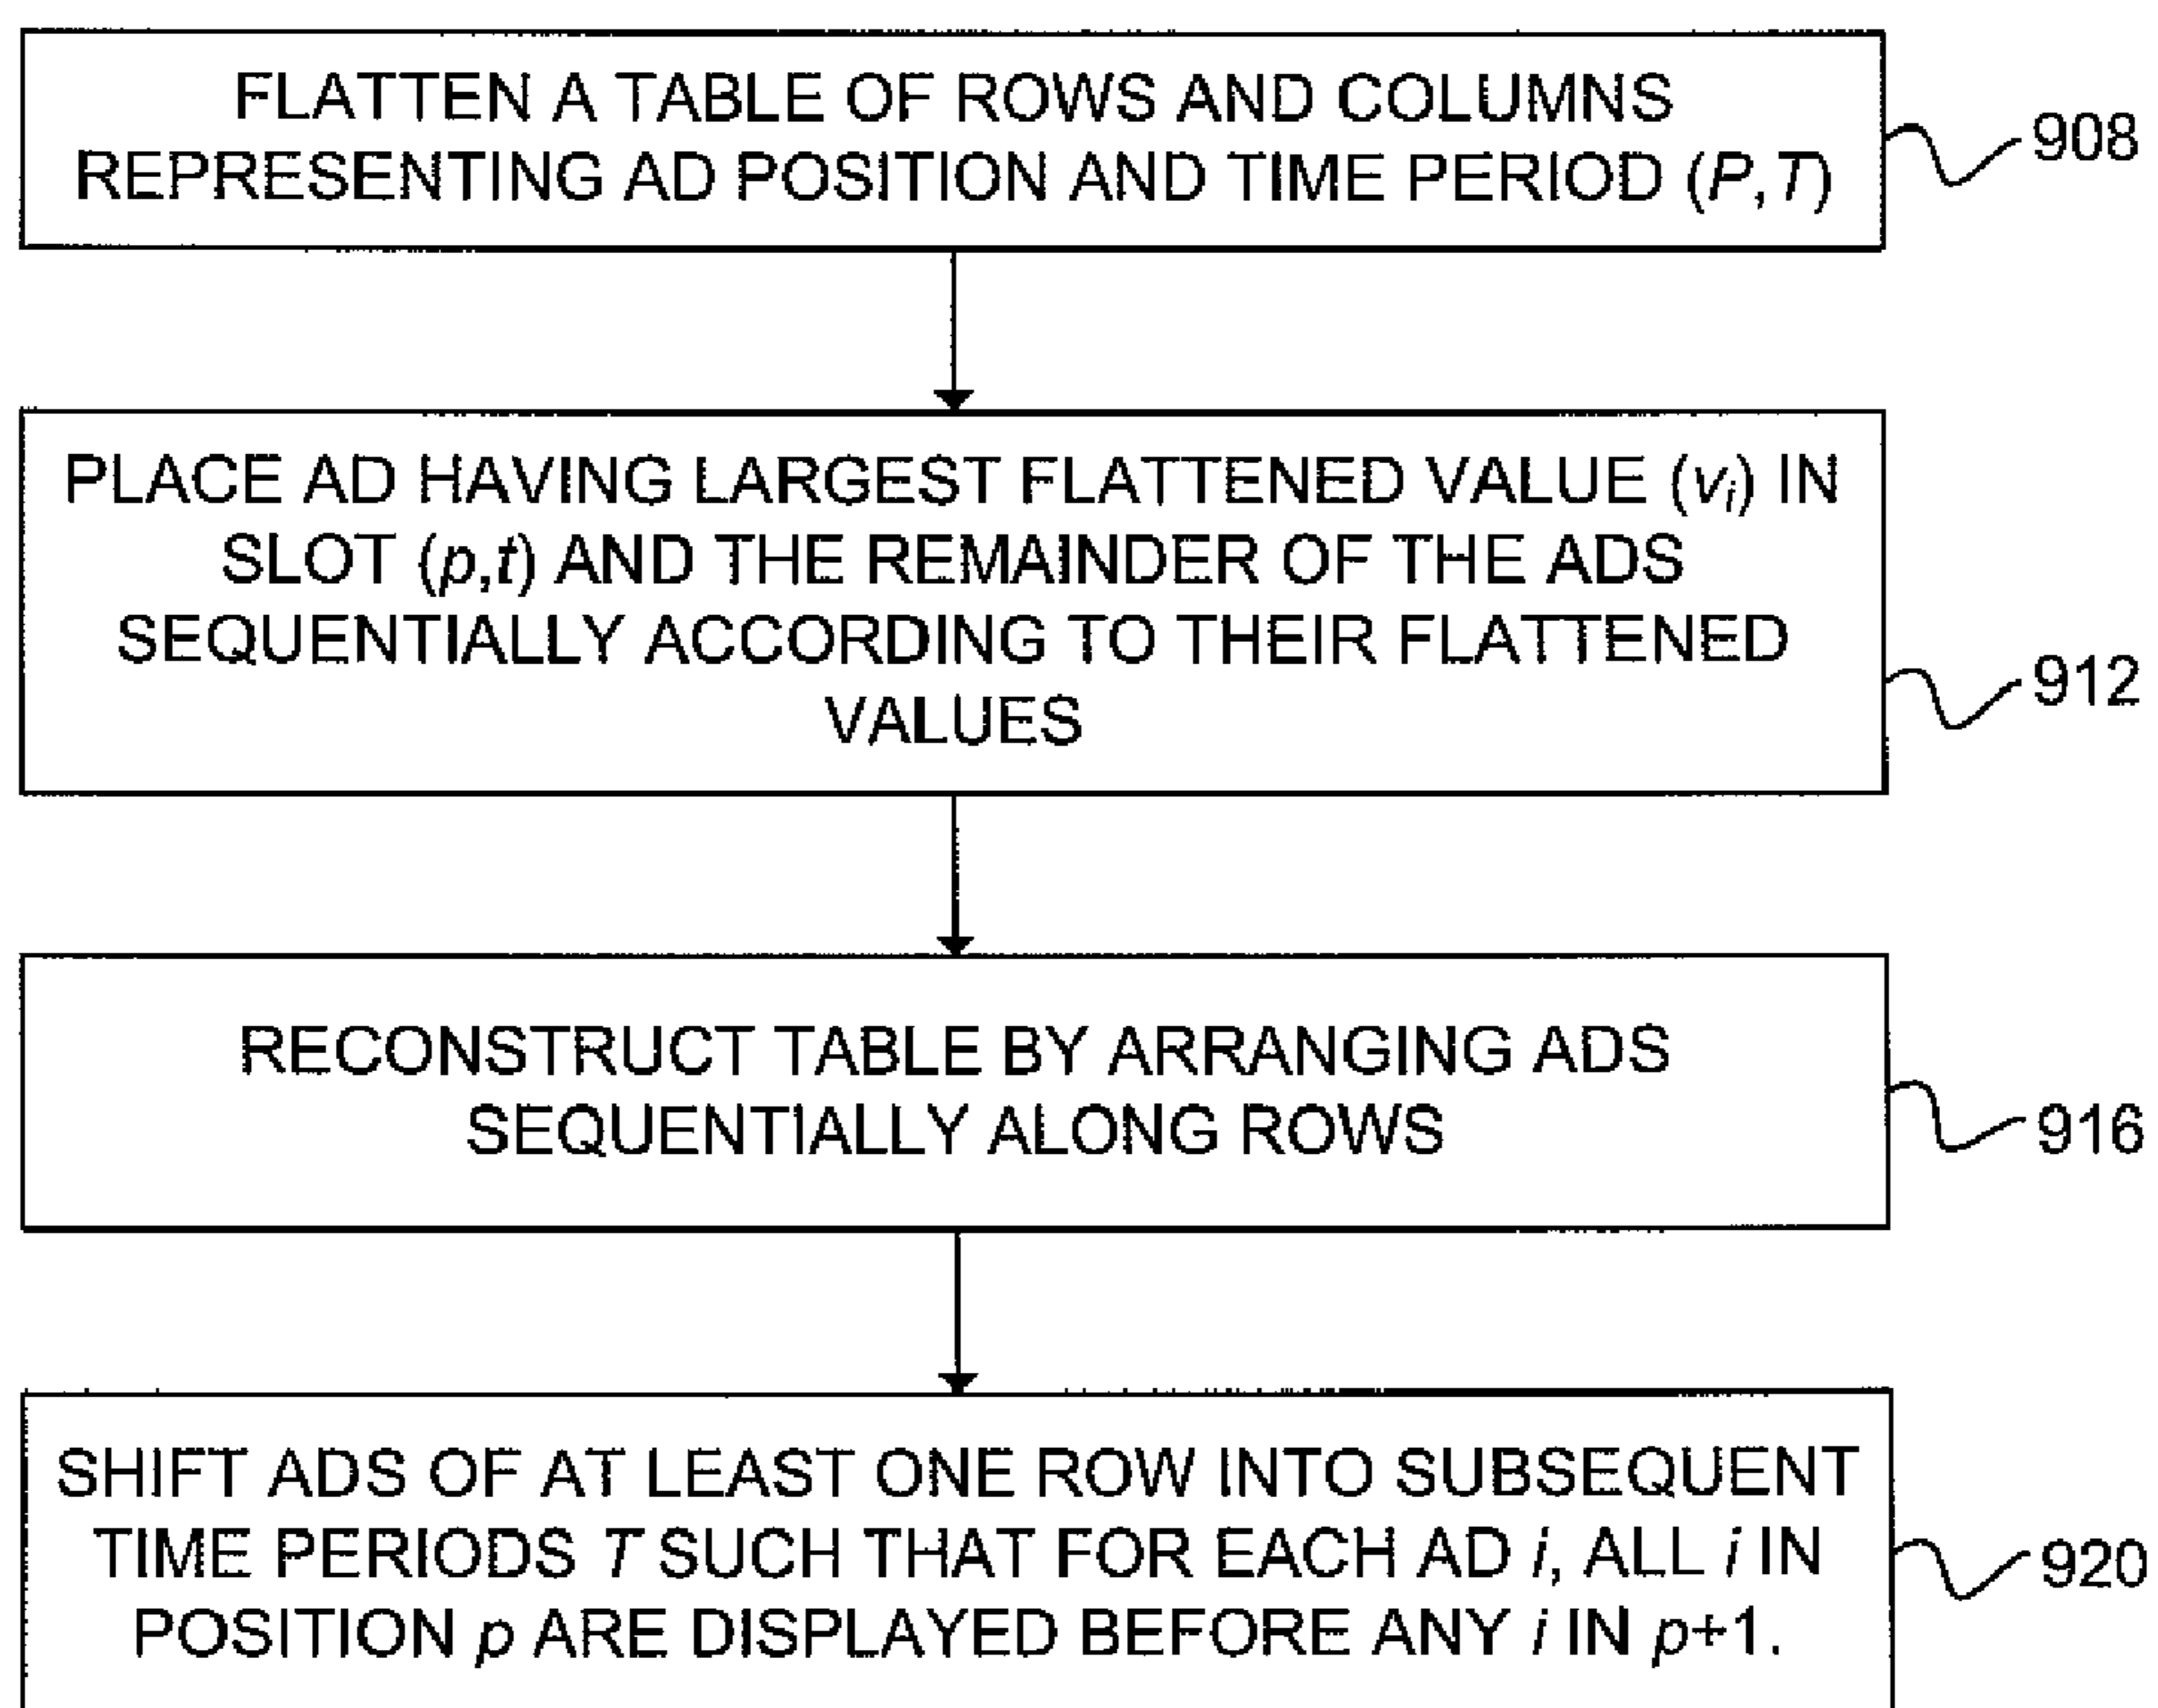 FLATTEN A TABLE OF ROWS AND COLUMNS
REPRESENTING AD POSITION AND TIME PERIOD (P,T)
908
PLACE AD HAVING LARGEST FLATTENED VALUE (vi) IN
SLOT (p,t) AND THE REMAINDER OF THE ADS
SEQUENTIALLY ACCORDING TO THEIR FLATTENED
VALUES
912
RECONSTRUCT TABLE BY ARRANGING ADS
SEQUENTIALLY ALONG ROWS
916
SHIFT ADS OF AT LEAST ONE ROW INTO SUBSEQUENT
TIME PERIODS T SUCH THAT FOR EACH AD i, ALL i IN
POSITION p ARE DISPLAYED BEFORE ANY i IN p+1.
920